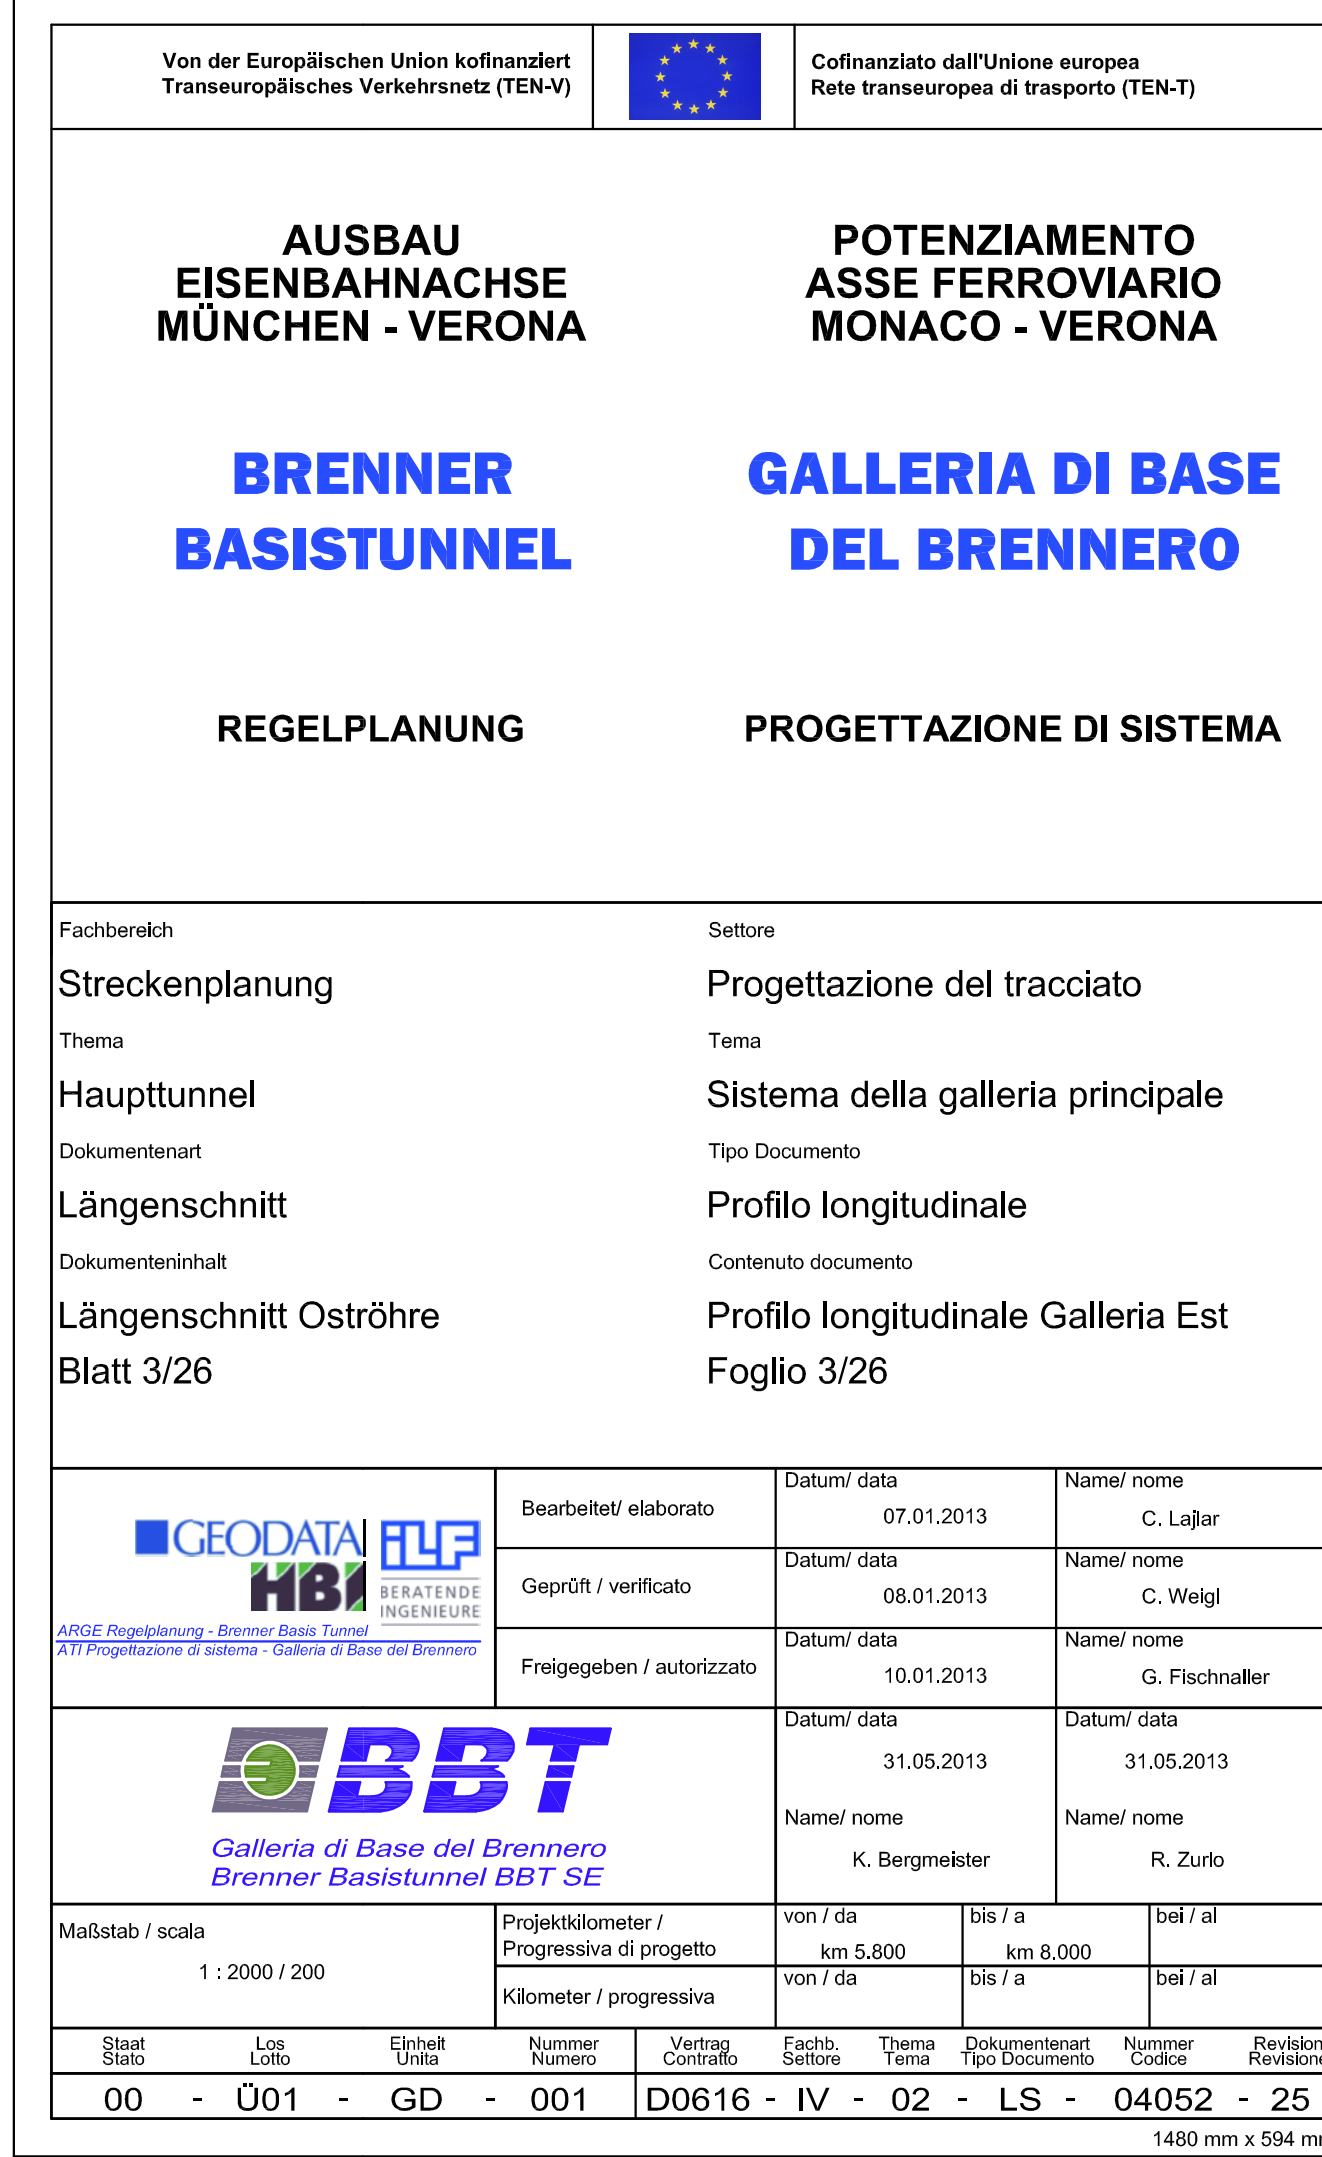 Von der Europäischen Union kofinanziert
Transeuropäisches Verkehrsnetz (TEN-V)
Cofinanziato dall'Unione europea
Rete transeuropea di trasporto (TEN-T)
AUSBAU
EISENBAHNACHSE
MÜNCHEN - VERONA
POTENZIAMENTO
ASSE FERROVIARIO
MONACO - VERONA
BRENNER
BASISTUNNEL
GALLERIA DI BASE
DEL BRENNERO
REGELPLANUNG
PROGETTAZIONE DI SISTEMA
Fachbereich
Settore
Streckenplanung
Progettazione del tracciato
Thema
Tema
Haupttunnel
Sistema della galleria principale
Dokumentenart
Tipo Documento
Längenschnitt
Profilo longitudinale
Dokumenteninhalt
Contenuto documento
Längenschnitt Oströhre
Profilo longitudinale Galleria Est
Blatt 3/26
Foglio 3/26
GEODATA
HBI
iLF
BERATENDE
INGENIEURE
ARGE Regelplanung - Brenner Basis Tunnel
ATI Progettazione di sistema - Galleria di Base del Brennero
Bearbeitet/ elaborato
Datum/ data
07.01.2013
Name/ nome
C. Lajlar
Geprüft / verificato
Datum/ data
08.01.2013
Name/ nome
C. Weigl
Freigegeben / autorizzato
Datum/ data
10.01.2013
Name/ nome
G. Fischnaller
BBT
Galleria di Base del Brennero
Brenner Basistunnel BBT SE
Datum/ data
31.05.2013
Name/ nome
K. Bergmeister
Datum/ data
31.05.2013
Name/ nome
R. Zurlo
Maßstab / scala
1 : 2000 / 200
Projektkilometer /
Progressiva di progetto
von / da
km 5.800
bis / a
km 8.000
bei / al
Kilometer / progressiva
von / da
bis / a
bei / al
Staat Los Einheit Nummer Vertrag Fachb. Thema Dokumentenart Nummer Revision
Stato Lotto Unita Numero Contratto Settore Tema Tipo Documento Codice Revisione
00 - Ü01 - GD - 001 D0616 - IV - 02 - LS - 04052 - 25
1480 mm x 594 mm